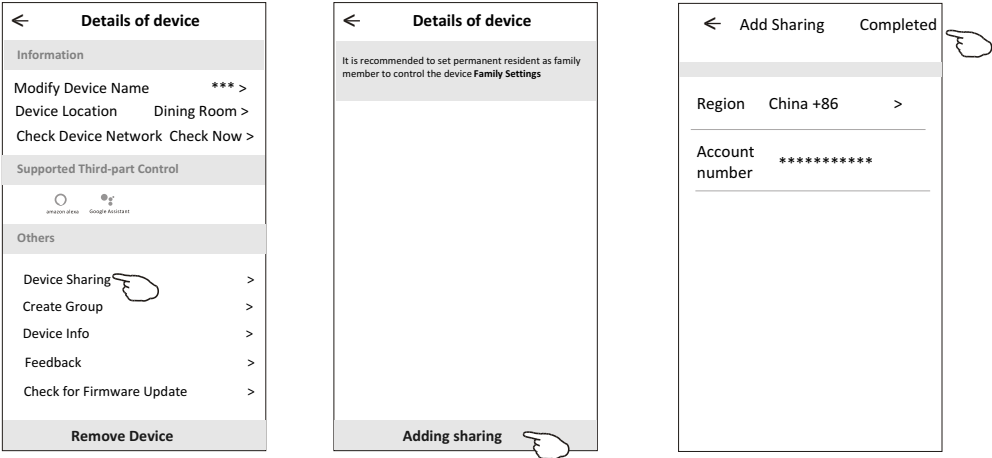 ← Details of device
Information
Modify Device Name *** >
Device Location Dining Room >
Check Device Network Check Now >
Supported Third-part Control
amazon alexa Google Assistant
Others
Device Sharing >
Create Group >
Device Info >
Feedback >
Check for Firmware Update >
Remove Device
← Details of device
It is recommended to set permanent resident as family
member to control the device Family Settings
Adding sharing
← Add Sharing Completed
Region China +86 >
Account
number ***********